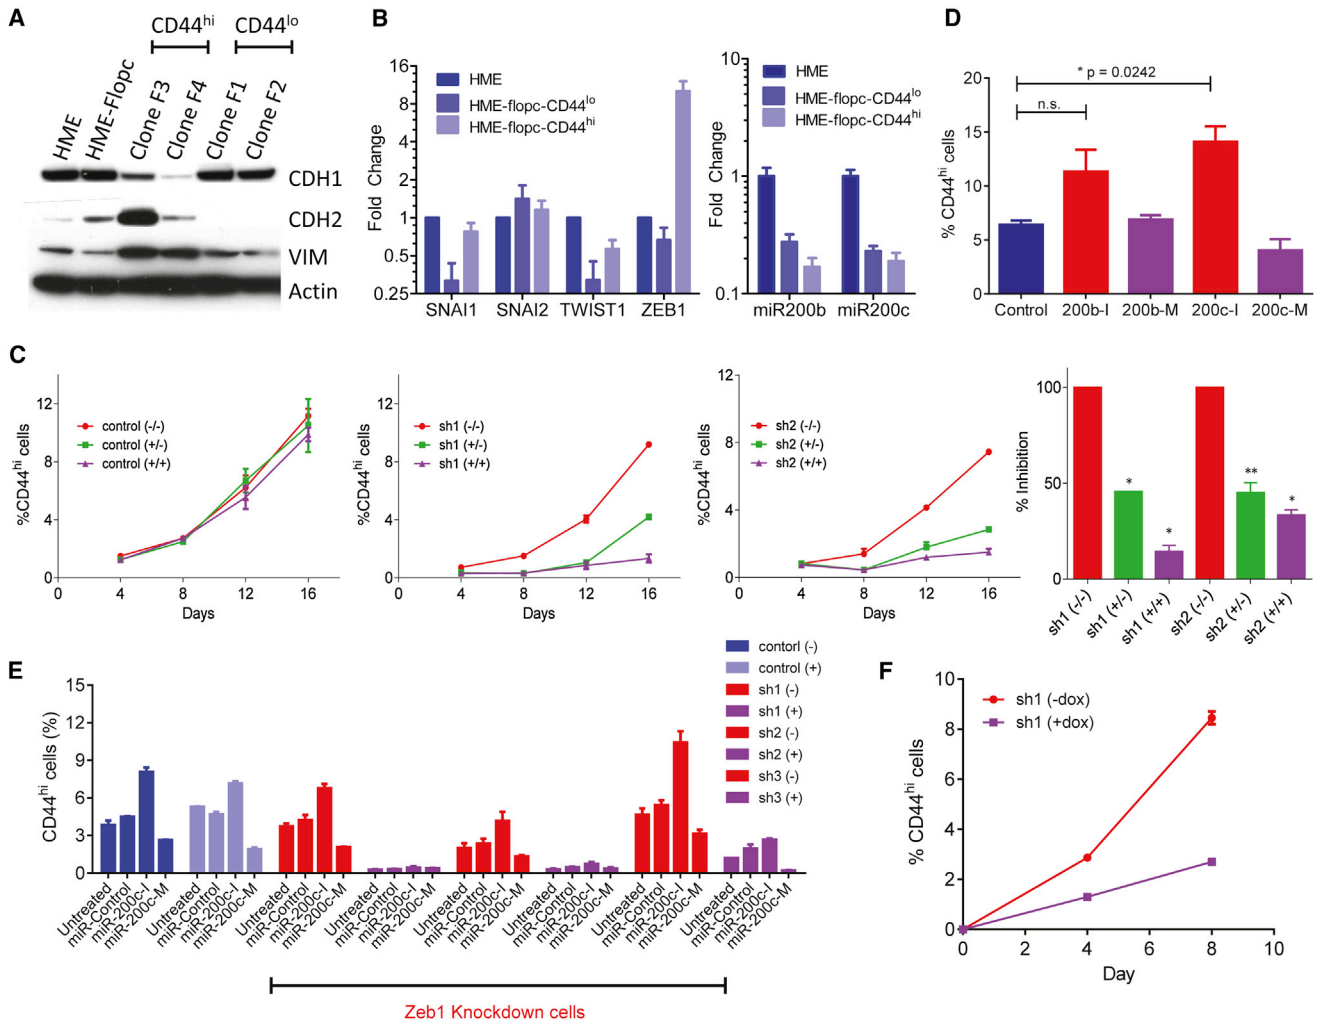 A
CD44hi
CD44lo
HME
HME-Flopc
Clone F3
Clone F4
Clone F1
Clone F2
CDH1
CDH2
VIM
Actin
B
Fold Change
16
8
4
2
1
0.5
0.25
HME
HME-flopc-CD44lo
HME-flopc-CD44hi
SNAI1
SNAI2
TWIST1
ZEB1
Fold Change
10
1
0.1
HME
HME-flopc-CD44lo
HME-flopc-CD44hi
miR200b
miR200c
D
% CD44hi cells
20
15
10
5
0
* p = 0.0242
n.s.
Control
200b-I
200b-M
200c-I
200c-M
C
%CD44hi cells
12
8
4
0
control (-/-)
control (+/-)
control (+/+)
0
4
8
12
16
Days
%CD44hi cells
12
8
4
0
sh1 (-/-)
sh1 (+/-)
sh1 (+/+)
0
4
8
12
16
Days
%CD44hi cells
12
8
4
0
sh2 (-/-)
sh2 (+/-)
sh2 (+/+)
0
4
8
12
16
Days
% Inhibition
100
50
0
*
*
**
*
sh1 (-/-)
sh1 (+/-)
sh1 (+/+)
sh2 (-/-)
sh2 (+/-)
sh2 (+/+)
E
CD44hi cells (%)
15
12
9
6
3
0
contorl (-)
control (+)
sh1 (-)
sh1 (+)
sh2 (-)
sh2 (+)
sh3 (-)
sh3 (+)
Untreated
miR-Control
miR-200c-I
miR-200c-M
Untreated
miR-Control
miR-200c-I
miR-200c-M
Untreated
miR-Control
miR-200c-I
miR-200c-M
Untreated
miR-Control
miR-200c-I
miR-200c-M
Untreated
miR-Control
miR-200c-I
miR-200c-M
Untreated
miR-Control
miR-200c-I
miR-200c-M
Untreated
miR-Control
miR-200c-I
miR-200c-M
Untreated
miR-Control
miR-200c-I
miR-200c-M
Zeb1 Knockdown cells
F
% CD44hi cells
10
8
6
4
2
0
sh1 (-dox)
sh1 (+dox)
0
2
4
6
8
10
Day